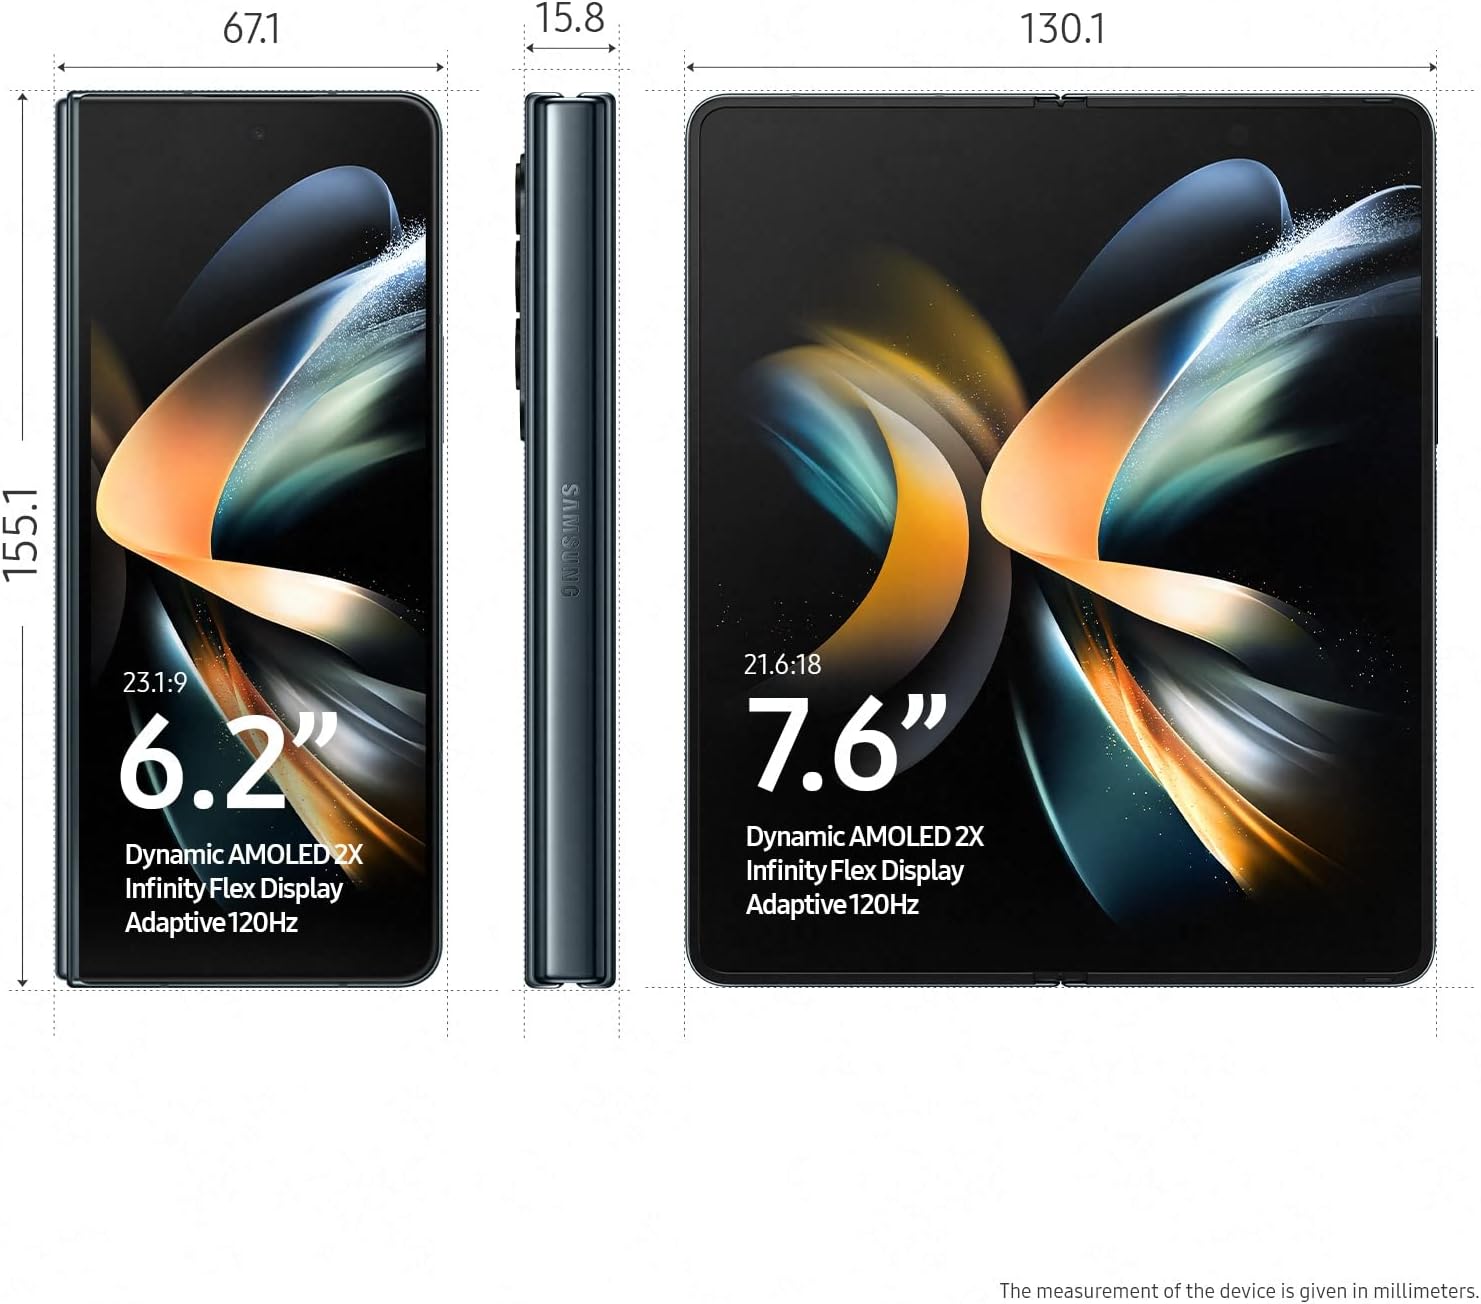 67.1
15.8
130.1
155.1
SAMSUNG
23.1:9
6.2”
Dynamic AMOLED 2X
Infinity Flex Display
Adaptive 120Hz
21.6:18
7.6”
Dynamic AMOLED 2X
Infinity Flex Display
Adaptive 120Hz
The measurement of the device is given in millimeters.